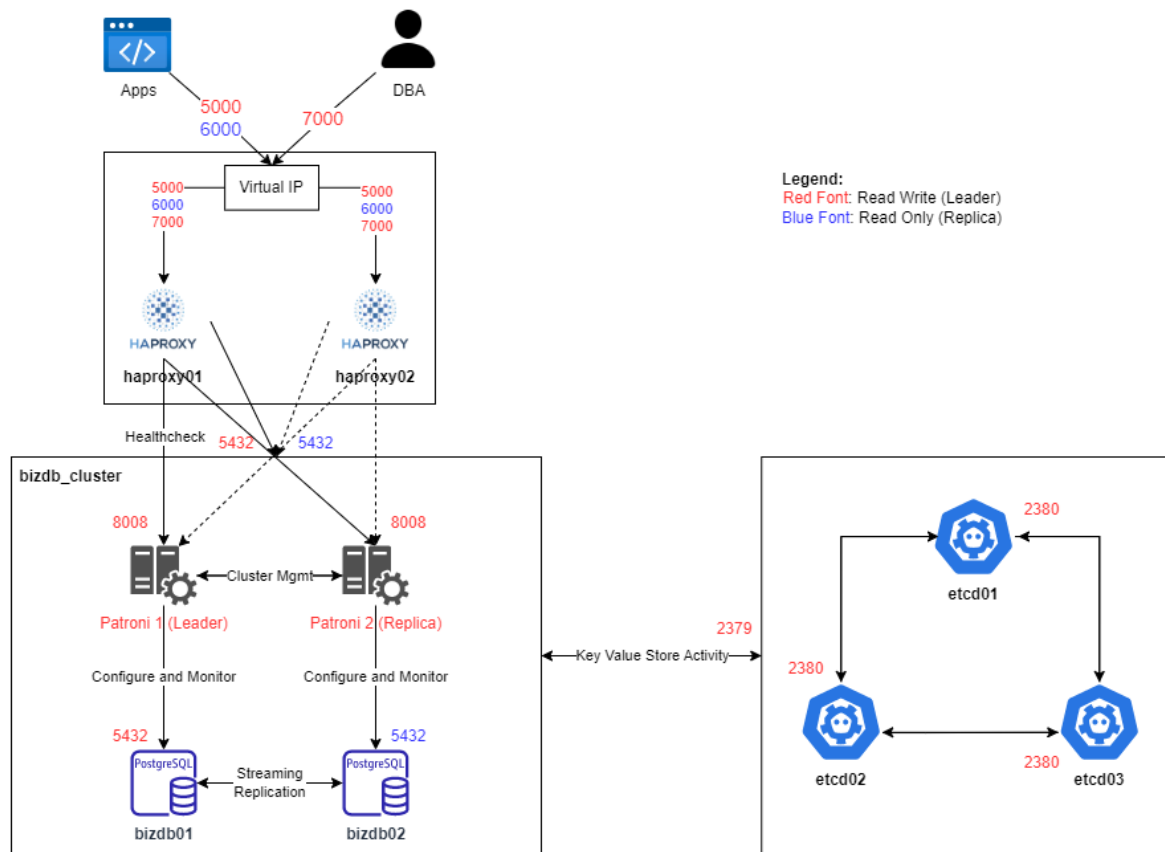 Apps
DBA
5000
6000
7000
Virtual IP
5000
6000
7000
5000
6000
7000
Legend:
Red Font: Read Write (Leader)
Blue Font: Read Only (Replica)
HAPROXY
HAPROXY
haproxy01
haproxy02
Healthcheck
5432
5432
bizdb_cluster
8008
8008
Cluster Mgmt
Patroni 1 (Leader)
Patroni 2 (Replica)
Configure and Monitor
Configure and Monitor
5432
5432
PostgreSQL
PostgreSQL
Streaming
Replication
bizdb01
bizdb02
2379
Key Value Store Activity
2380
etcd01
2380
etcd02
2380
etcd03